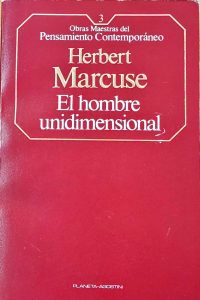 3
Obras Maestras del
Pensamiento Contemporáneo
Herbert
Marcuse
El hombre
unidimensional
PLANETA-AGOSTINI